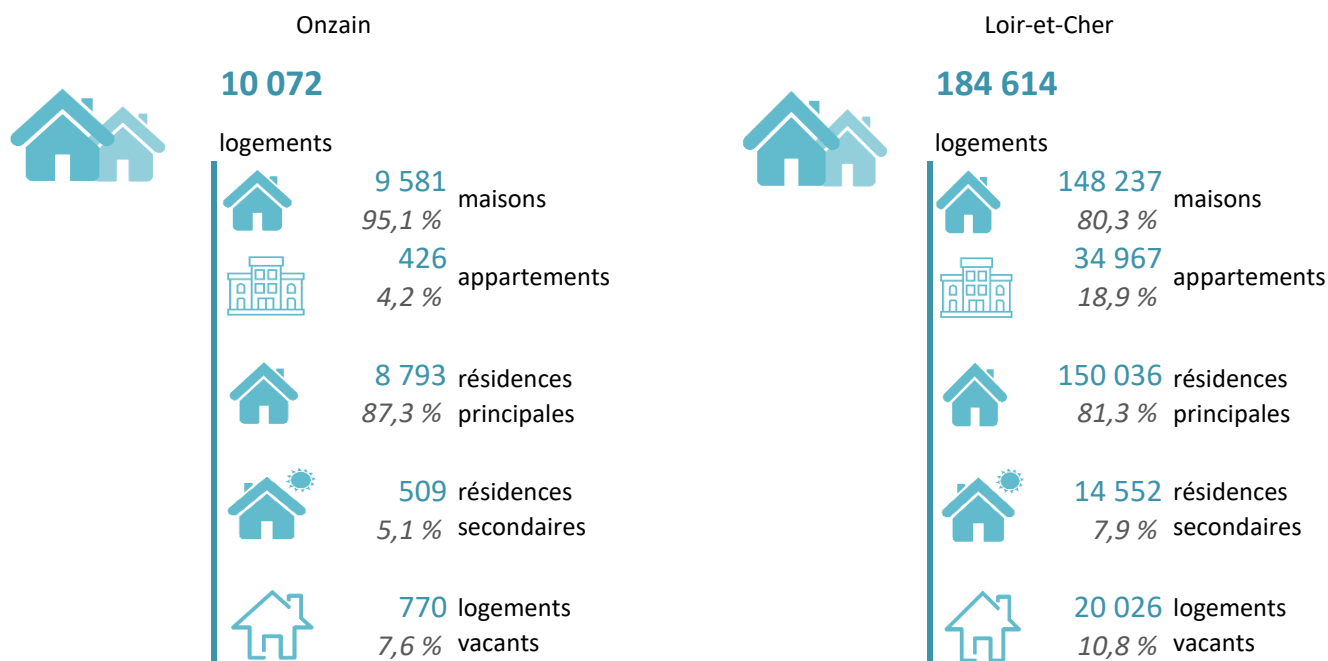 Onzain
10 072
logements
9 581
95,1 %
maisons
426
4,2 %
appartements
8 793
87,3 %
résidences
principales
509
5,1 %
résidences
secondaires
770
7,6 %
logements
vacants
Loir-et-Cher
184 614
logements
148 237
80,3 %
maisons
34 967
18,9 %
appartements
150 036
81,3 %
résidences
principales
14 552
7,9 %
résidences
secondaires
20 026
10,8 %
logements
vacants